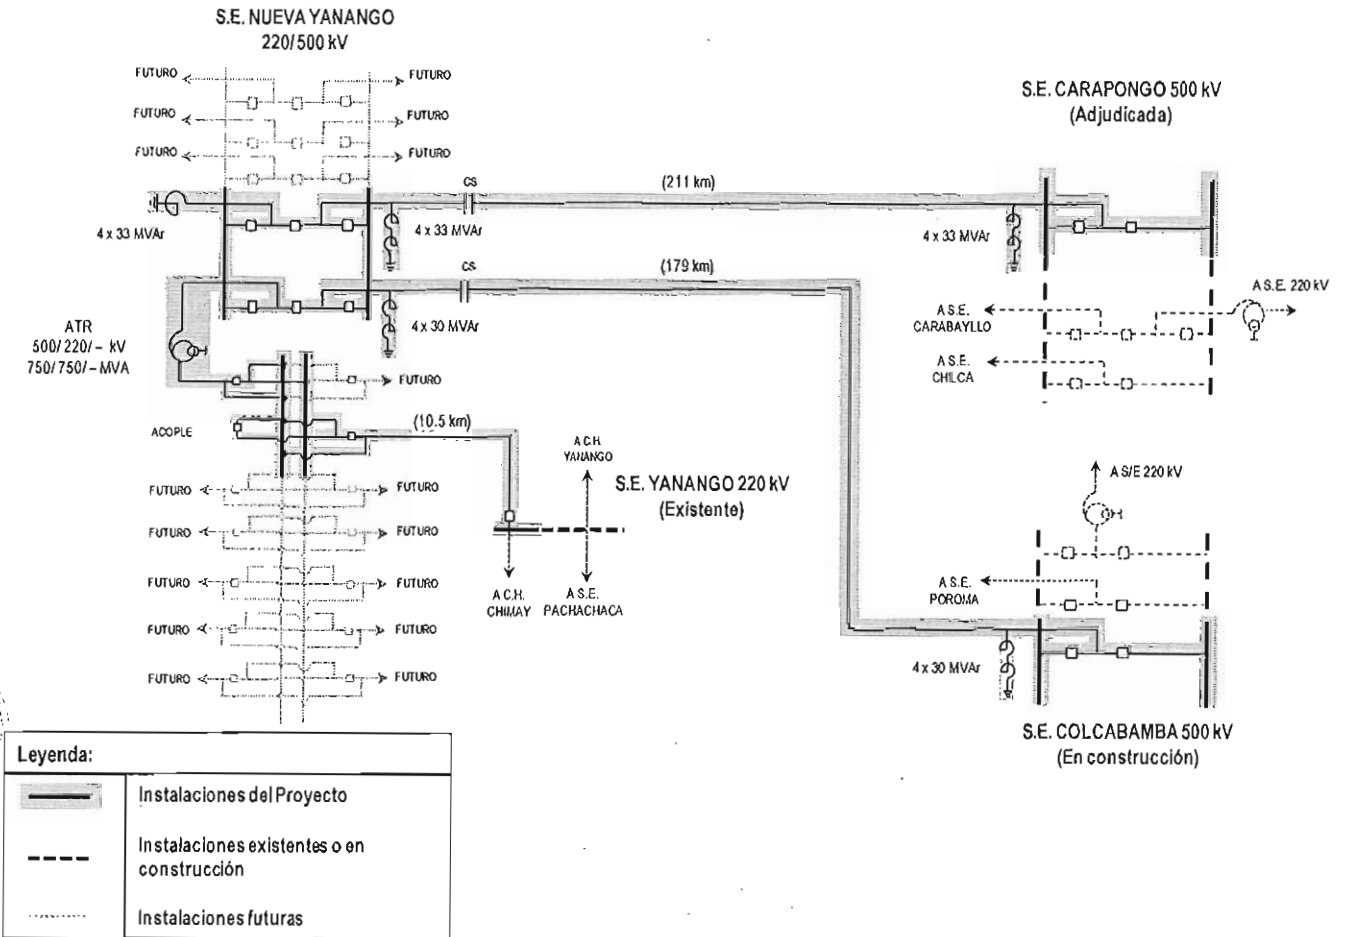 S.E. NUEVA YANANGO
220/500 kV
FUTURO
FUTURO
FUTURO
FUTURO
FUTURO
FUTURO
4 x 33 MVAr
CS
4 x 33 MVAr
(211 km)
4 x 33 MVAr
S.E. CARAPONGO 500 kV
(Adjudicada)
CS
(179 km)
4 x 30 MVAr
A S.E. 220 kV
A S.E.
CARABAYLLO
A S.E.
CHILCA
ATR
500/220/– kV
750/750/– MVA
FUTURO
ACOPLE
(10.5 km)
A C.H.
YANANGO
S.E. YANANGO 220 kV
(Existente)
A C.H.
CHIMAY
A S.E.
PACHACHACA
FUTURO
FUTURO
FUTURO
FUTURO
FUTURO
FUTURO
FUTURO
FUTURO
FUTURO
FUTURO
A S/E 220 kV
A S.E.
POROMA
4 x 30 MVAr
S.E. COLCABAMBA 500 kV
(En construcción)
Leyenda:
Instalaciones del Proyecto
Instalaciones existentes o en
construcción
Instalaciones futuras